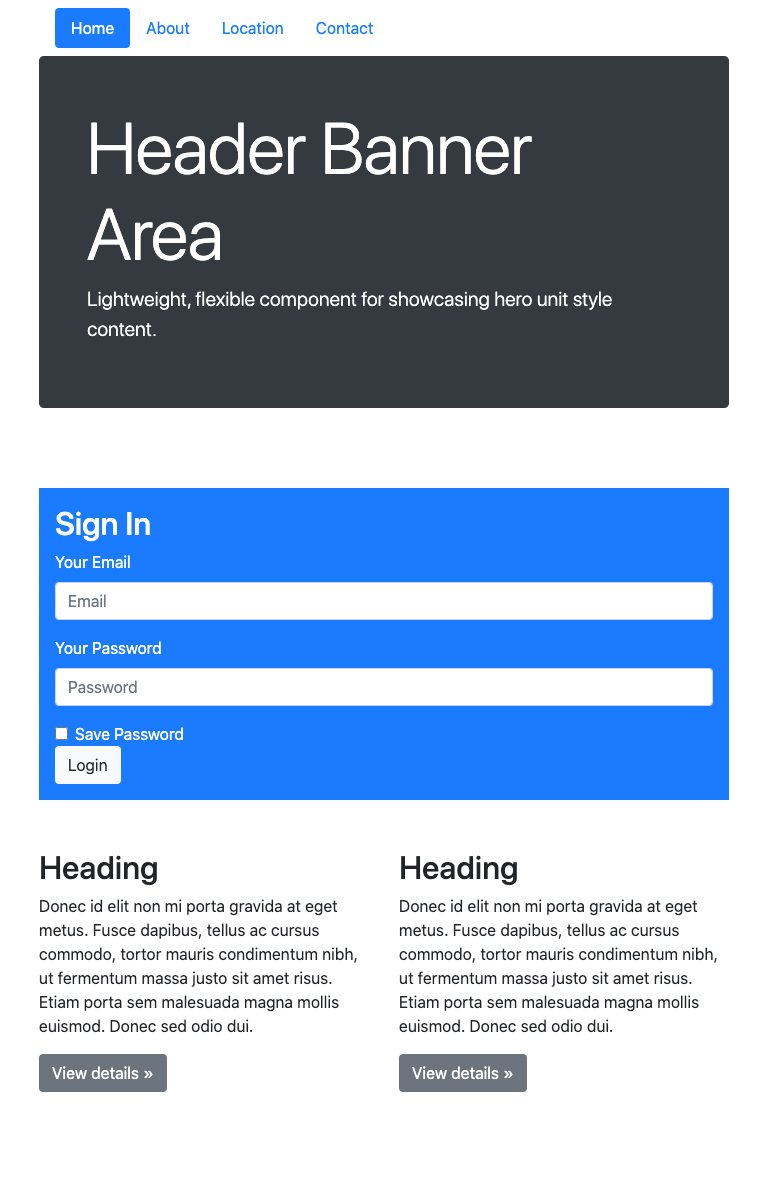 Home About Location Contact
Header Banner
Area
Lightweight, flexible component for showcasing hero unit style
content.
Sign In
Your Email
Email
Your Password
Password
Save Password
Login
Heading
Donec id elit non mi porta gravida at eget
metus. Fusce dapibus, tellus ac cursus
commodo, tortor mauris condimentum nibh,
ut fermentum massa justo sit amet risus.
Etiam porta sem malesuada magna mollis
euismod. Donec sed odio dui.
View details »
Heading
Donec id elit non mi porta gravida at eget
metus. Fusce dapibus, tellus ac cursus
commodo, tortor mauris condimentum nibh,
ut fermentum massa justo sit amet risus.
Etiam porta sem malesuada magna mollis
euismod. Donec sed odio dui.
View details »